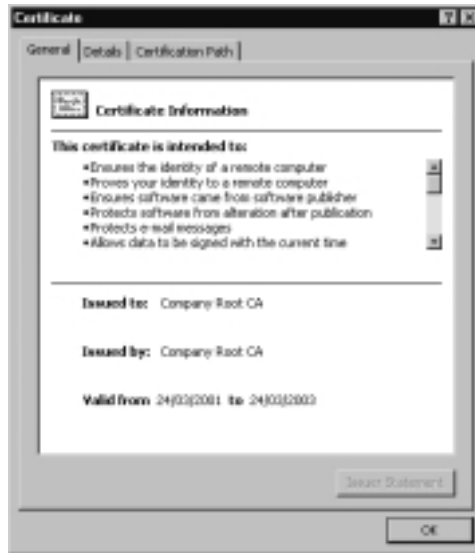 Certificate
General Details Certification Path
Certificate Information
This certificate is intended to:
•Ensures the identity of a remote computer
•Proves your identity to a remote computer
•Ensures software came from software publisher
•Protects software from alteration after publication
•Protects e-mail messages
•Allows data to be signed with the current time
Issued to: Company Root CA
Issued by: Company Root CA
Valid from 24/03/2001 to 24/03/2003
Issuer Statement
OK